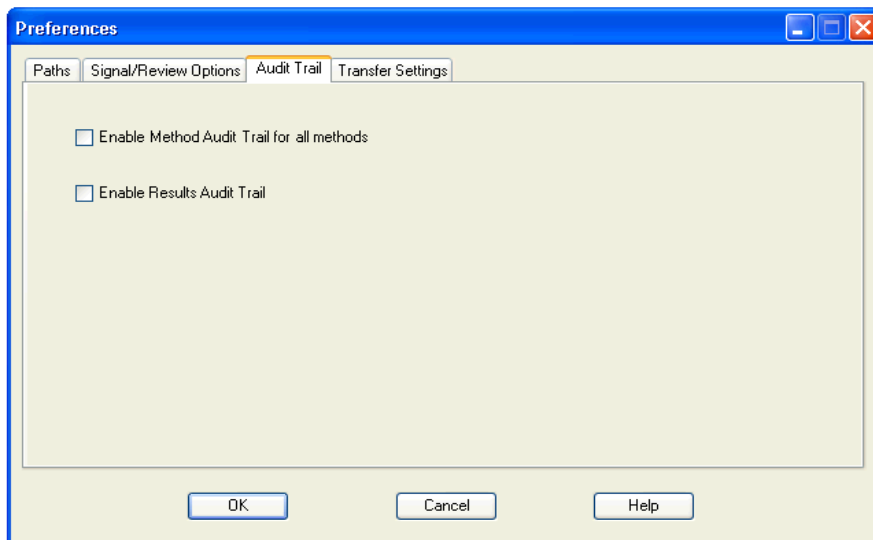 Preferences
Paths Signal/Review Options Audit Trail Transfer Settings
Enable Method Audit Trail for all methods
Enable Results Audit Trail
OK Cancel Help